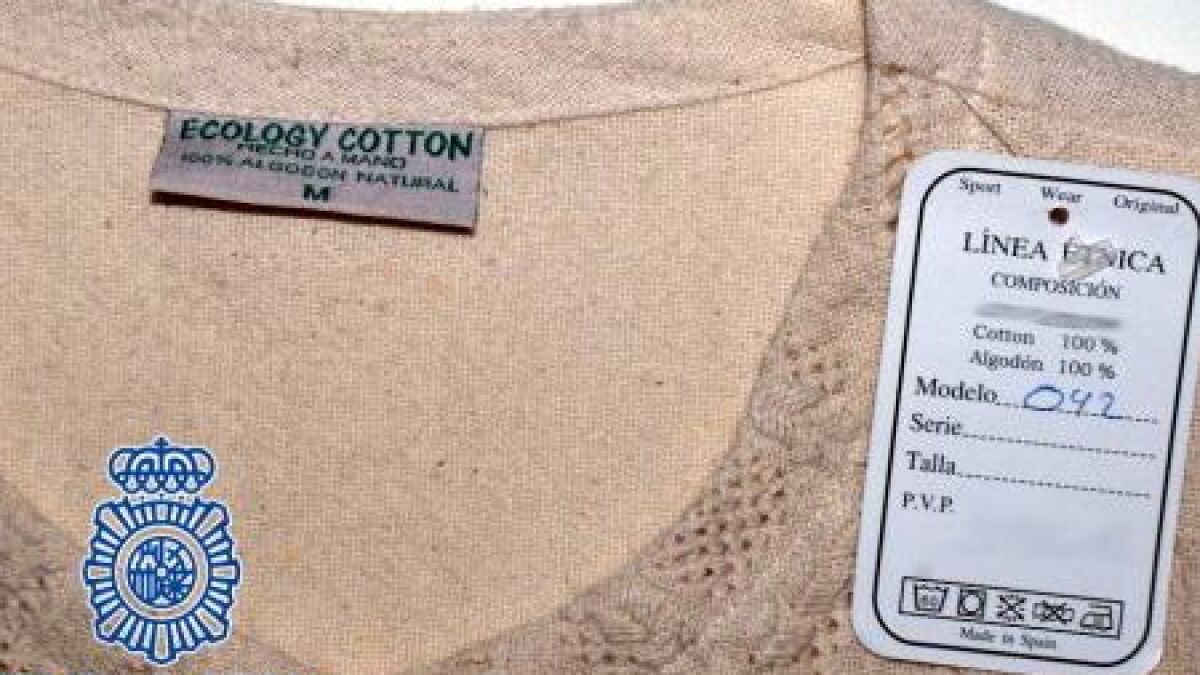 ECOLOGY COTTON
HECHO A MANO
100% ALGODON NATURAL
M
Sport Wear Original
LÍNEA ÉTNICA
COMPOSICIÓN
Cotton 100 %
Algodón 100 %
Modelo 042
Serie
Talla
P.V.P.
Made in Spain